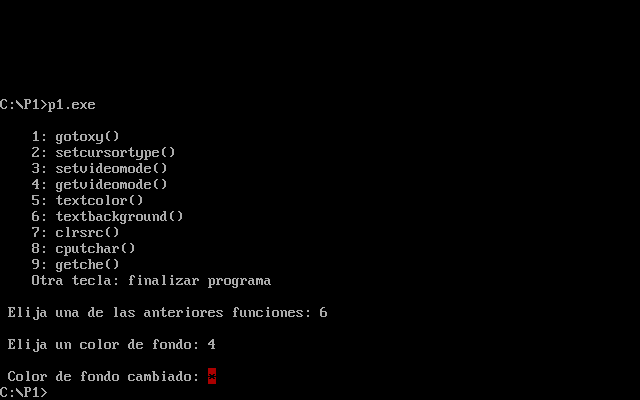 C:\P1>p1.exe
1: gotoxy()
2: setcursortype()
3: setvideomode()
4: getvideomode()
5: textcolor()
6: textbackground()
7: clrsrc()
8: cputchar()
9: getche()
Otra tecla: finalizar programa
Elija una de las anteriores funciones: 6
Elija un color de fondo: 4
Color de fondo cambiado: *
C:\P1>